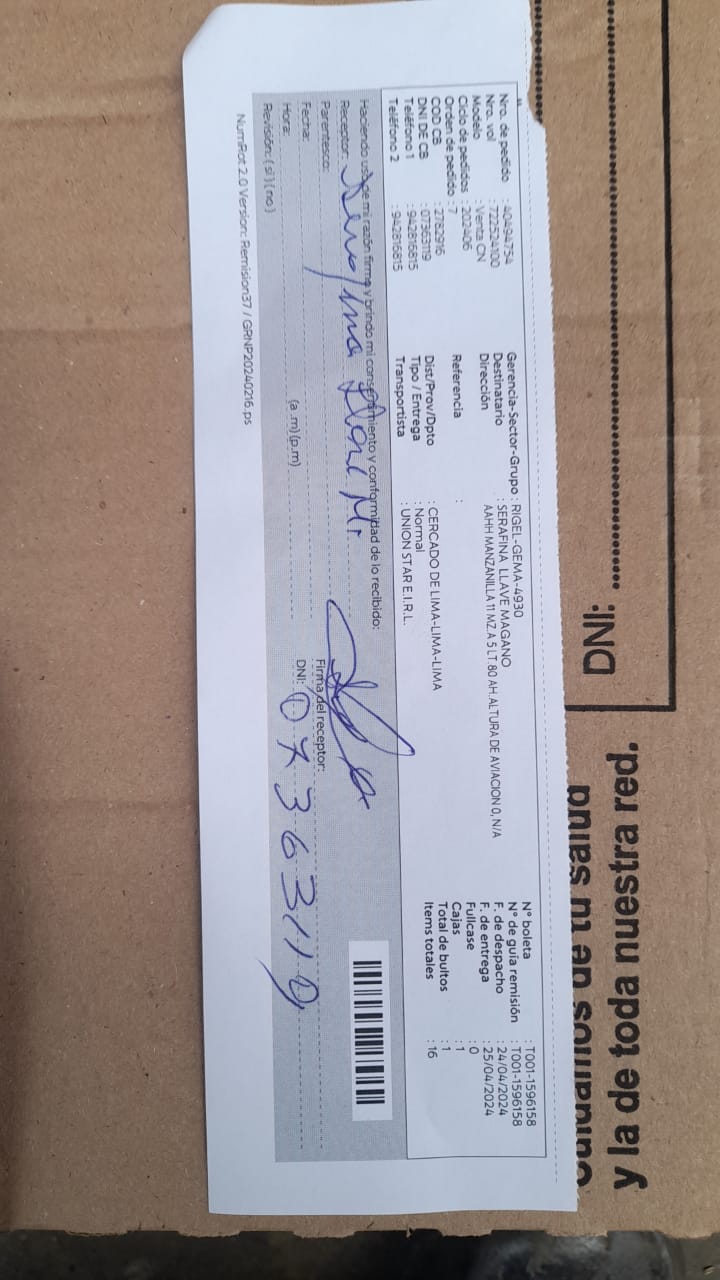 Nro. de pedido : 40494754
Nro. vol : 722524100
Modelo : Venta CN
Ciclo de pedidos : 202406
Orden de pedido : 7
COD CB : 2782916
DNI DE CB : 07363119
Teléfono 1 : 942816815
Teléfono 2 : 942816815
Gerencia-Sector-Grupo : RIGEL-GEMA-4930
Destinatario : SERAFINA LLAVE MAGANO
Dirección AAHH MANZANILLA 11 MZ.A 5 LT.80 AH.ALTURA DE AVIACION 0,N/A
Referencia :
Dist/Prov/Dpto : CERCADO DE LIMA-LIMA-LIMA
Tipo / Entrega : Normal
Transportista : UNION STAR E.I.R.L.
N° boleta : T001-1596158
N° de guía remisión : T001-1596158
F. de despacho : 24/04/2024
F. de entrega : 25/04/2024
Fullcase : 0
Cajas : 1
Total de bultos 1
Items totales : 16
Haciendo uso de mi razón firmo y brindo mi consentimiento y conformidad de lo recibido:
Receptor:
Parentesco:
Fecha:
Hora: (a .m)(p.m)
Revisión: ( si ) ( no )
Firma del receptor:
DNI: 07363119
NumRot 2.0 Version: Remision37 / GRNP20240216.ps
DNI:
y la de toda nuestra red.
Cuidamos de tu salud